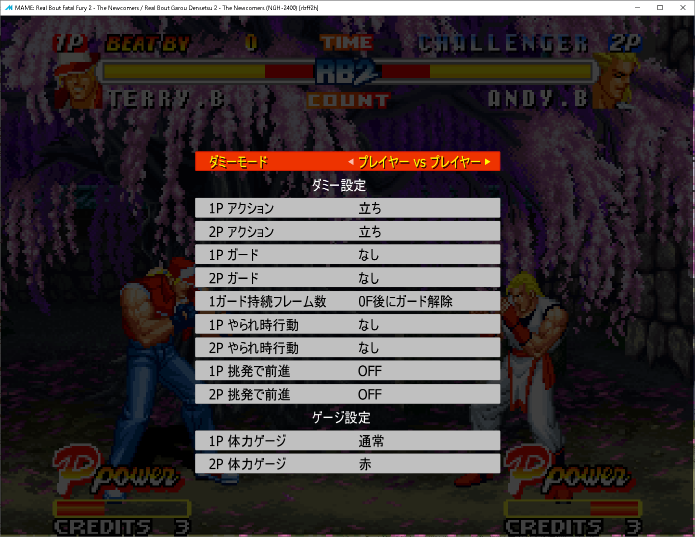 MAME: Real Bout Fatal Fury 2 - The Newcomers / Real Bout Garou Densetsu 2 - The Newcomers (NGH-2400) [rbff2h]
1P BEAT BY 0 TIME CHALLENGER 2P
RB2
TERRY.B COUNT ANDY.B
ダミーモード プレイヤー vs プレイヤー
ダミー設定
1P アクション 立ち
2P アクション 立ち
1P ガード なし
2P ガード なし
1ガード持続フレーム数 0F後にガード解除
1P やられ時行動 なし
2P やられ時行動 なし
1P 挑発で前進 OFF
2P 挑発で前進 OFF
ゲージ設定
1P 体力ゲージ 通常
2P 体力ゲージ 赤
Ppower Ppower
CREDITS 3 CREDITS 3